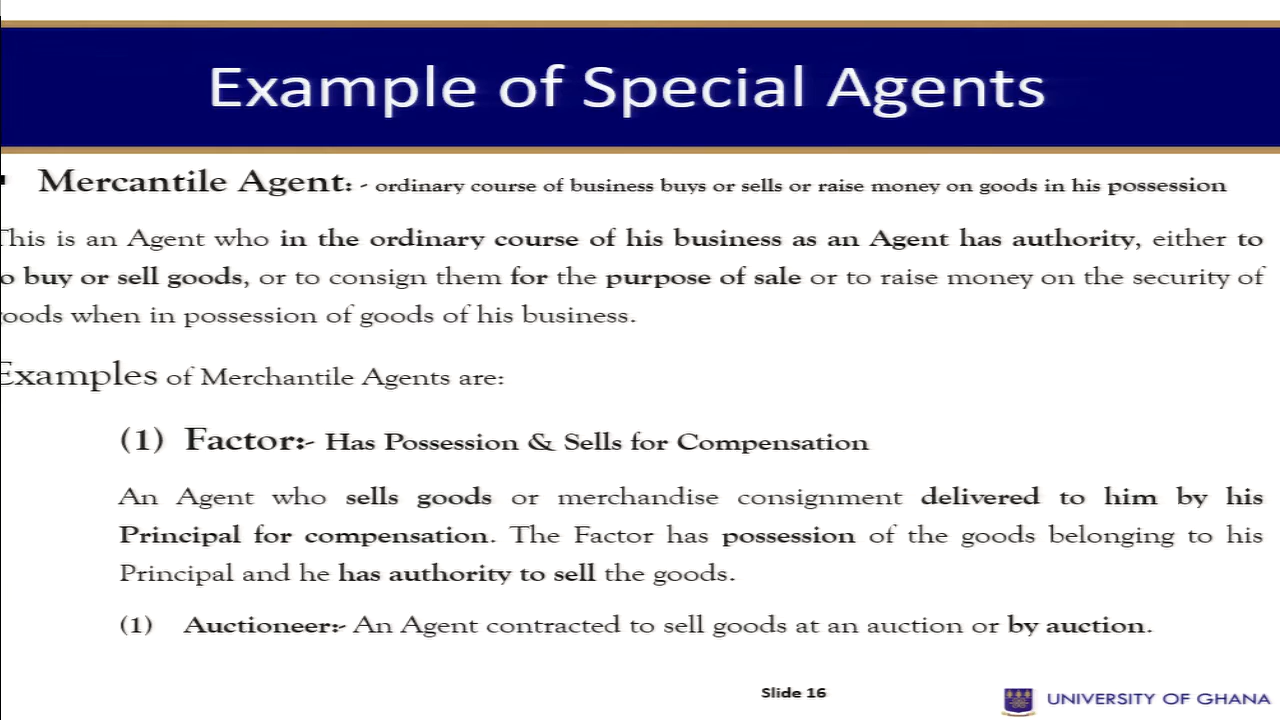 Example of Special Agents
Mercantile Agent: - ordinary course of business buys or sells or raise money on goods in his possession
This is an Agent who in the ordinary course of his business as an Agent has authority, either to
o buy or sell goods, or to consign them for the purpose of sale or to raise money on the security of
goods when in possession of goods of his business.
Examples of Merchantile Agents are:
(1) Factor:- Has Possession & Sells for Compensation
An Agent who sells goods or merchandise consignment delivered to him by his
Principal for compensation. The Factor has possession of the goods belonging to his
Principal and he has authority to sell the goods.
(1) Auctioneer:- An Agent contracted to sell goods at an auction or by auction.
Slide 16
UNIVERSITY OF GHANA